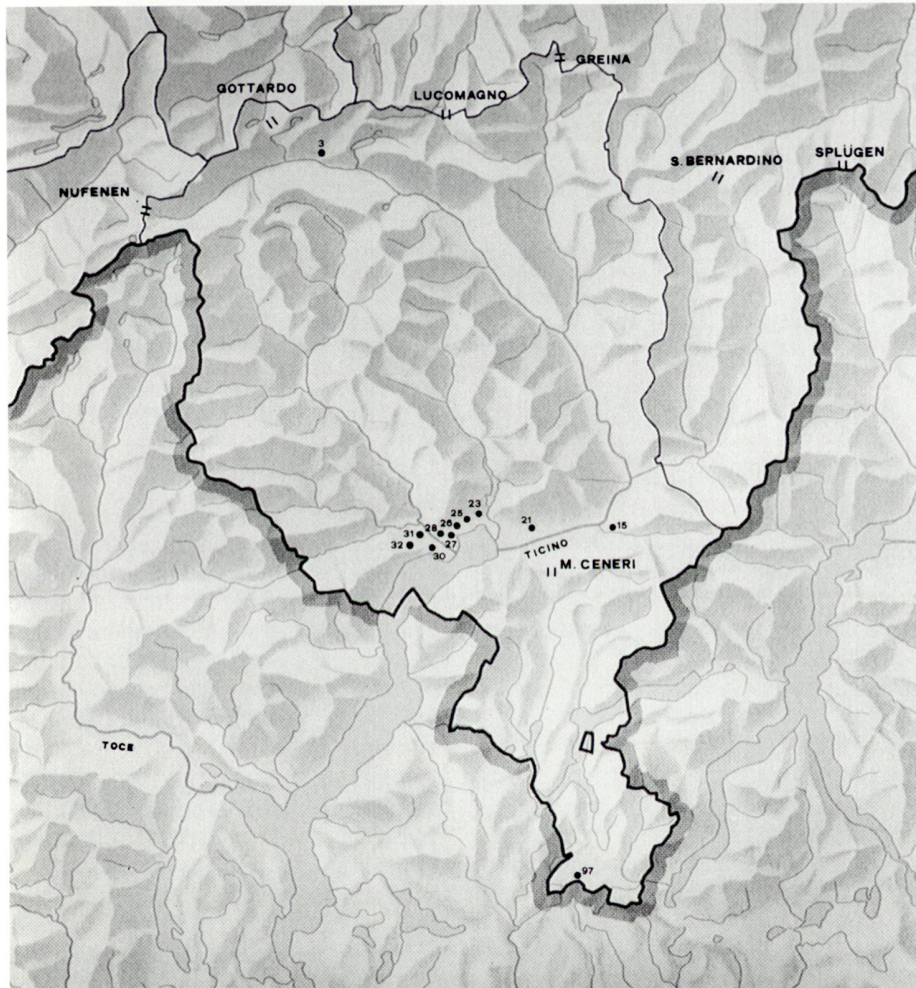 GREINA
GOTTARDO
LUCOMAGNO
3
S. BERNARDINO
SPLÜGEN
NUFENEN
23
25
26
28
21
15
31
27
32
30
TICINO
M. CENERI
TOCE
97